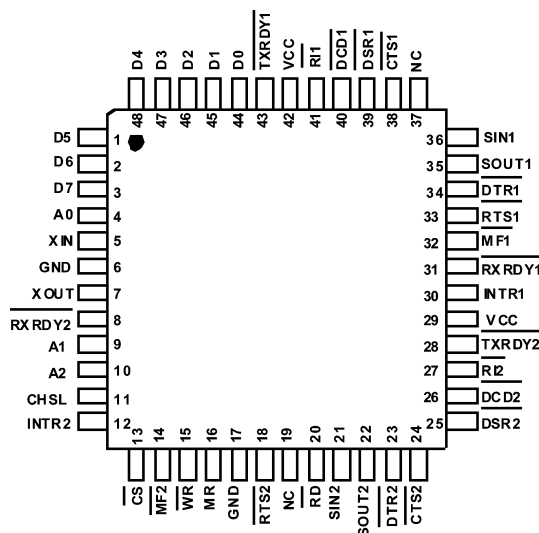 D4 D3 D2 D1 D0 TXRDY1 VCC RI1 DCD1 DSR1 CTS1 NC
48 47 46 45 44 43 42 41 40 39 38 37
D5 1
D6 2
D7 3
A0 4
XIN 5
GND 6
XOUT 7
RXRDY2 8
A1 9
A2 10
CHSL 11
INTR2 12
36 SIN1
35 SOUT1
34 DTR1
33 RTS1
32 MF1
31 RXRDY1
30 INTR1
29 VCC
28 TXRDY2
27 RI2
26 DCD2
25 DSR2
13 14 15 16 17 18 19 20 21 22 23 24
CS MF2 WR MR GND RTS2 NC RD SIN2 SOUT2 DTR2 CTS2